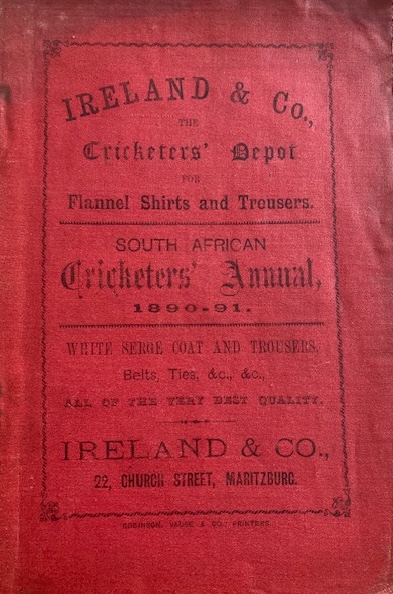 IRELAND & Co.,
THE
Cricketers' Depot
FOR
Flannel Shirts and Trousers.
SOUTH AFRICAN
Cricketers' Annual,
1890-91.
WHITE SERGE COAT AND TROUSERS,
Belts, Ties, &c., &c.,
ALL OF THE VERY BEST QUALITY.
IRELAND & CO.,
22, CHURCH STREET, MARITZBURG.
ROBINSON, VAUSE & CO., PRINTERS.